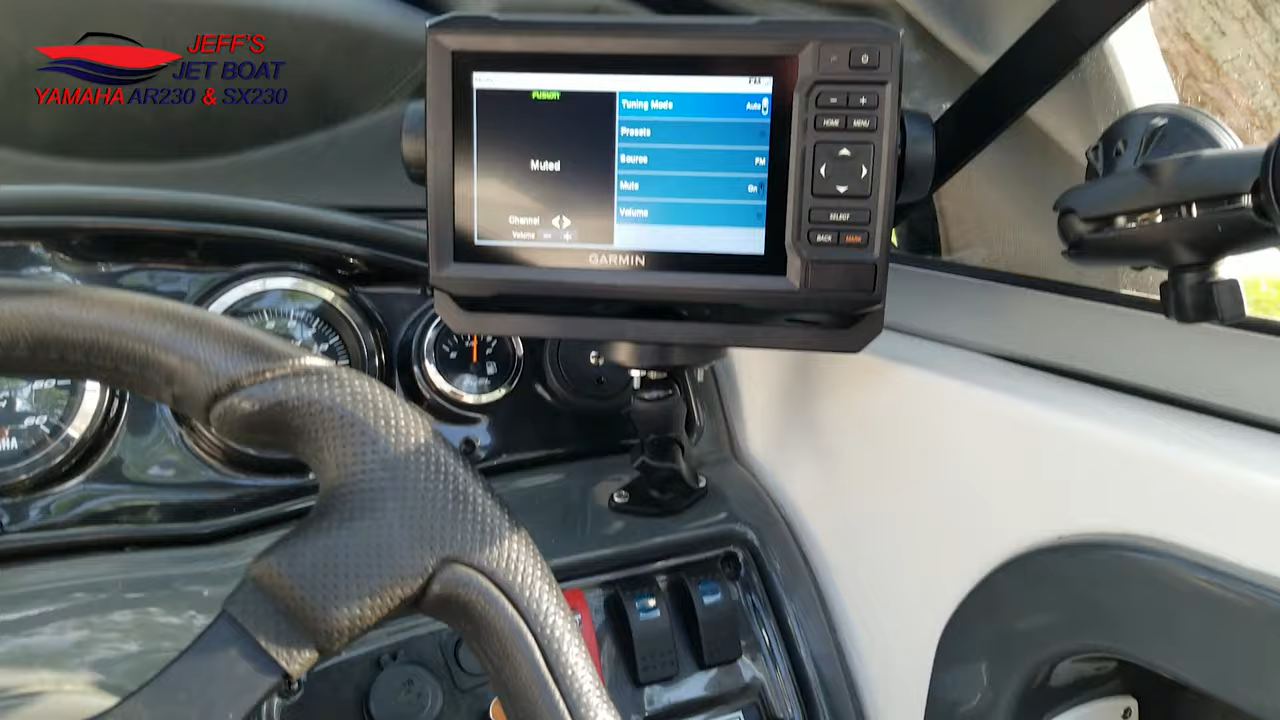 JEFF'S
JET BOAT
YAMAHA AR230 & SX230
FUSION
Muted
Channel
Volume
Tuning Mode Auto
Presets
Source FM
Mute On
Volume
GARMIN
HOME MENU
SELECT
BACK MARK